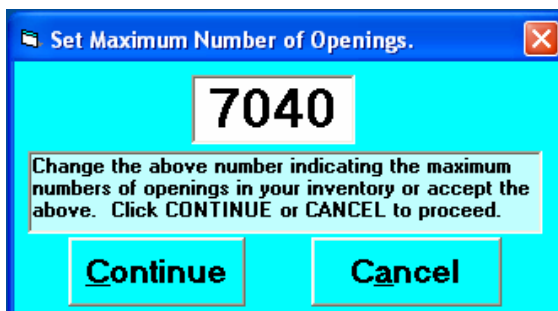 Set Maximum Number of Openings.
7040
Change the above number indicating the maximum
numbers of openings in your inventory or accept the
above. Click CONTINUE or CANCEL to proceed.
Continue Cancel